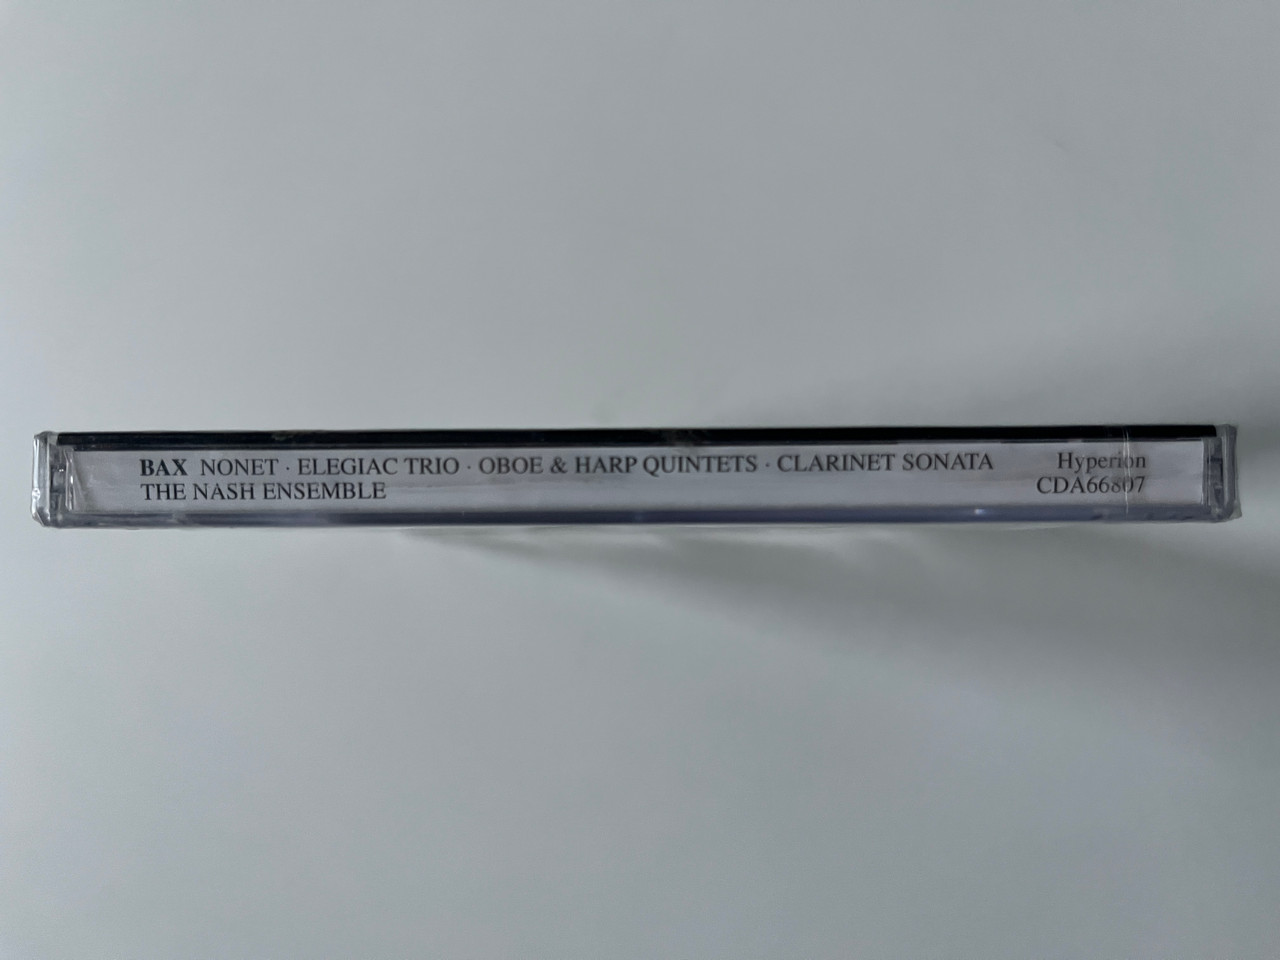 BAX NONET · ELEGIAC TRIO · OBOE & HARP QUINTETS · CLARINET SONATA
THE NASH ENSEMBLE
Hyperion
CDA66807